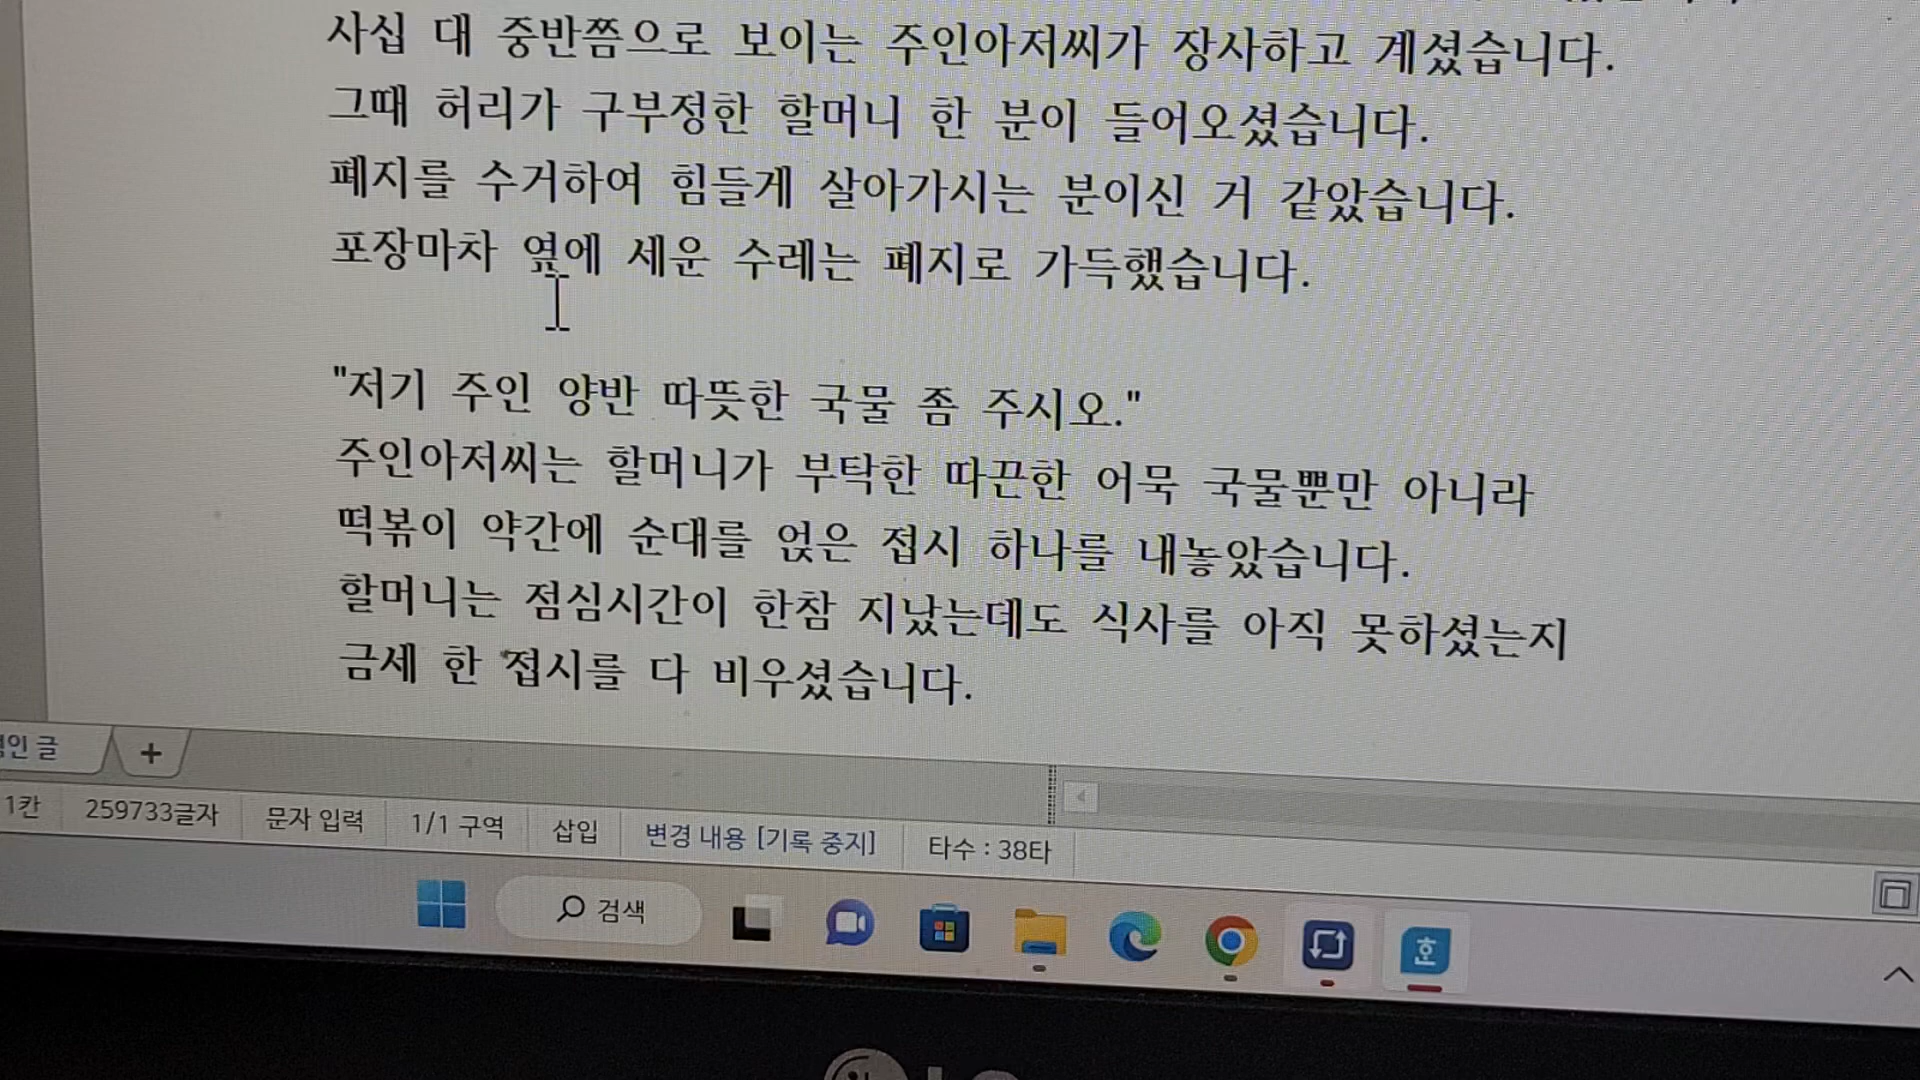 사십 대 중반쯤으로 보이는 주인아저씨가 장사하고 계셨습니다.
그때 허리가 구부정한 할머니 한 분이 들어오셨습니다.
폐지를 수거하여 힘들게 살아가시는 분이신 거 같았습니다.
포장마차 옆에 세운 수레는 폐지로 가득했습니다.
"저기 주인 양반 따뜻한 국물 좀 주시오."
주인아저씨는 할머니가 부탁한 따끈한 어묵 국물뿐만 아니라
떡볶이 약간에 순대를 얹은 접시 하나를 내놓았습니다.
할머니는 점심시간이 한참 지났는데도 식사를 아직 못하셨는지
금세 한 접시를 다 비우셨습니다.
글 +
1칸 259733글자 문자 입력 1/1 구역 삽입 변경 내용 [기록 중지] 타수 : 38타
검색
호